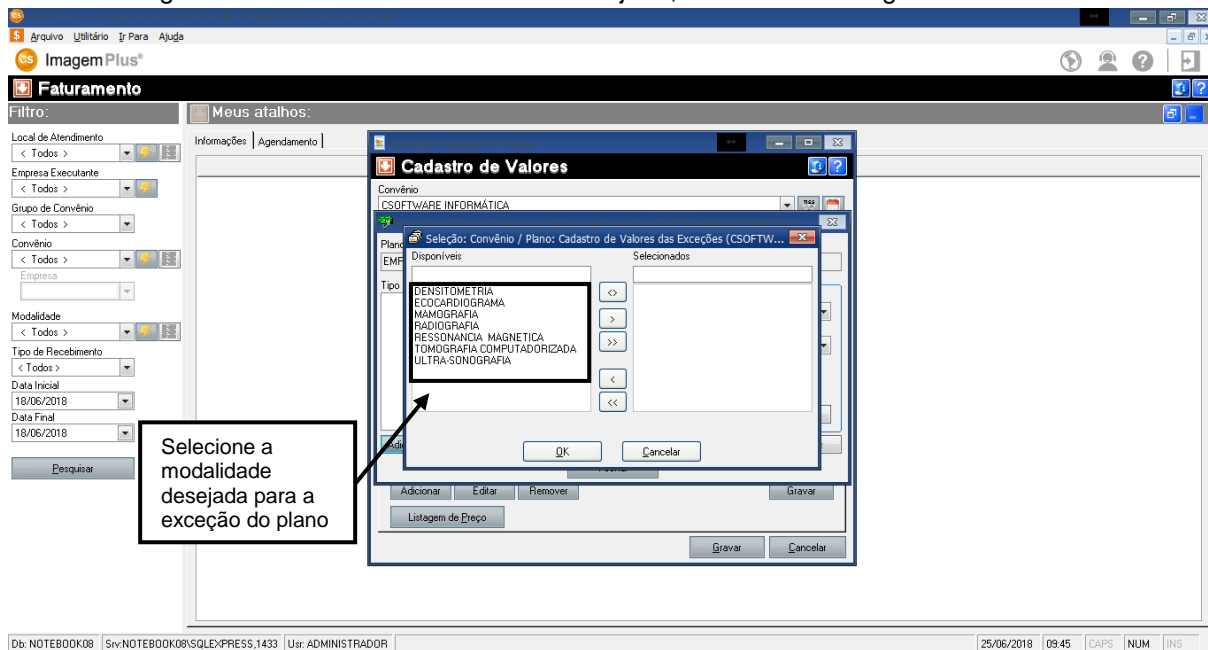 Arquivo Utilitário Ir Para Ajuda
ImagemPlus®
Faturamento
Filtro:
Meus atalhos:
Local de Atendimento
< Todos >
Empresa Executante
< Todos >
Grupo de Convênio
< Todos >
Convênio
< Todos >
Empresa
Modalidade
< Todos >
Tipo de Recebimento
< Todos >
Data Inicial
18/06/2018
Data Final
18/06/2018
Pesquisar
Informações Agendamento
Cadastro de Valores
Convênio
CSOFTWARE INFORMÁTICA
Plano
EMP
Tipo
Seleção: Convênio / Plano: Cadastro de Valores das Exceções (CSOFTW...
Disponíveis Selecionados
DENSITOMETRIA
ECOCARDIOGRAMA
MAMOGRAFIA
RADIOGRAFIA
RESSONANCIA MAGNETICA
TOMOGRAFIA COMPUTADORIZADA
ULTRA-SONOGRAFIA
<>
>
>>
<
<<
OK Cancelar
Adicionar Editar Remover Gravar
Listagem de Preço
Gravar Cancelar
Selecione a
modalidade
desejada para a
exceção do plano
Db: NOTEBOOK08 Srv:NOTEBOOK08\SQLEXPRESS,1433 Usr: ADMINISTRADOR 25/06/2018 09:45 CAPS NUM INS